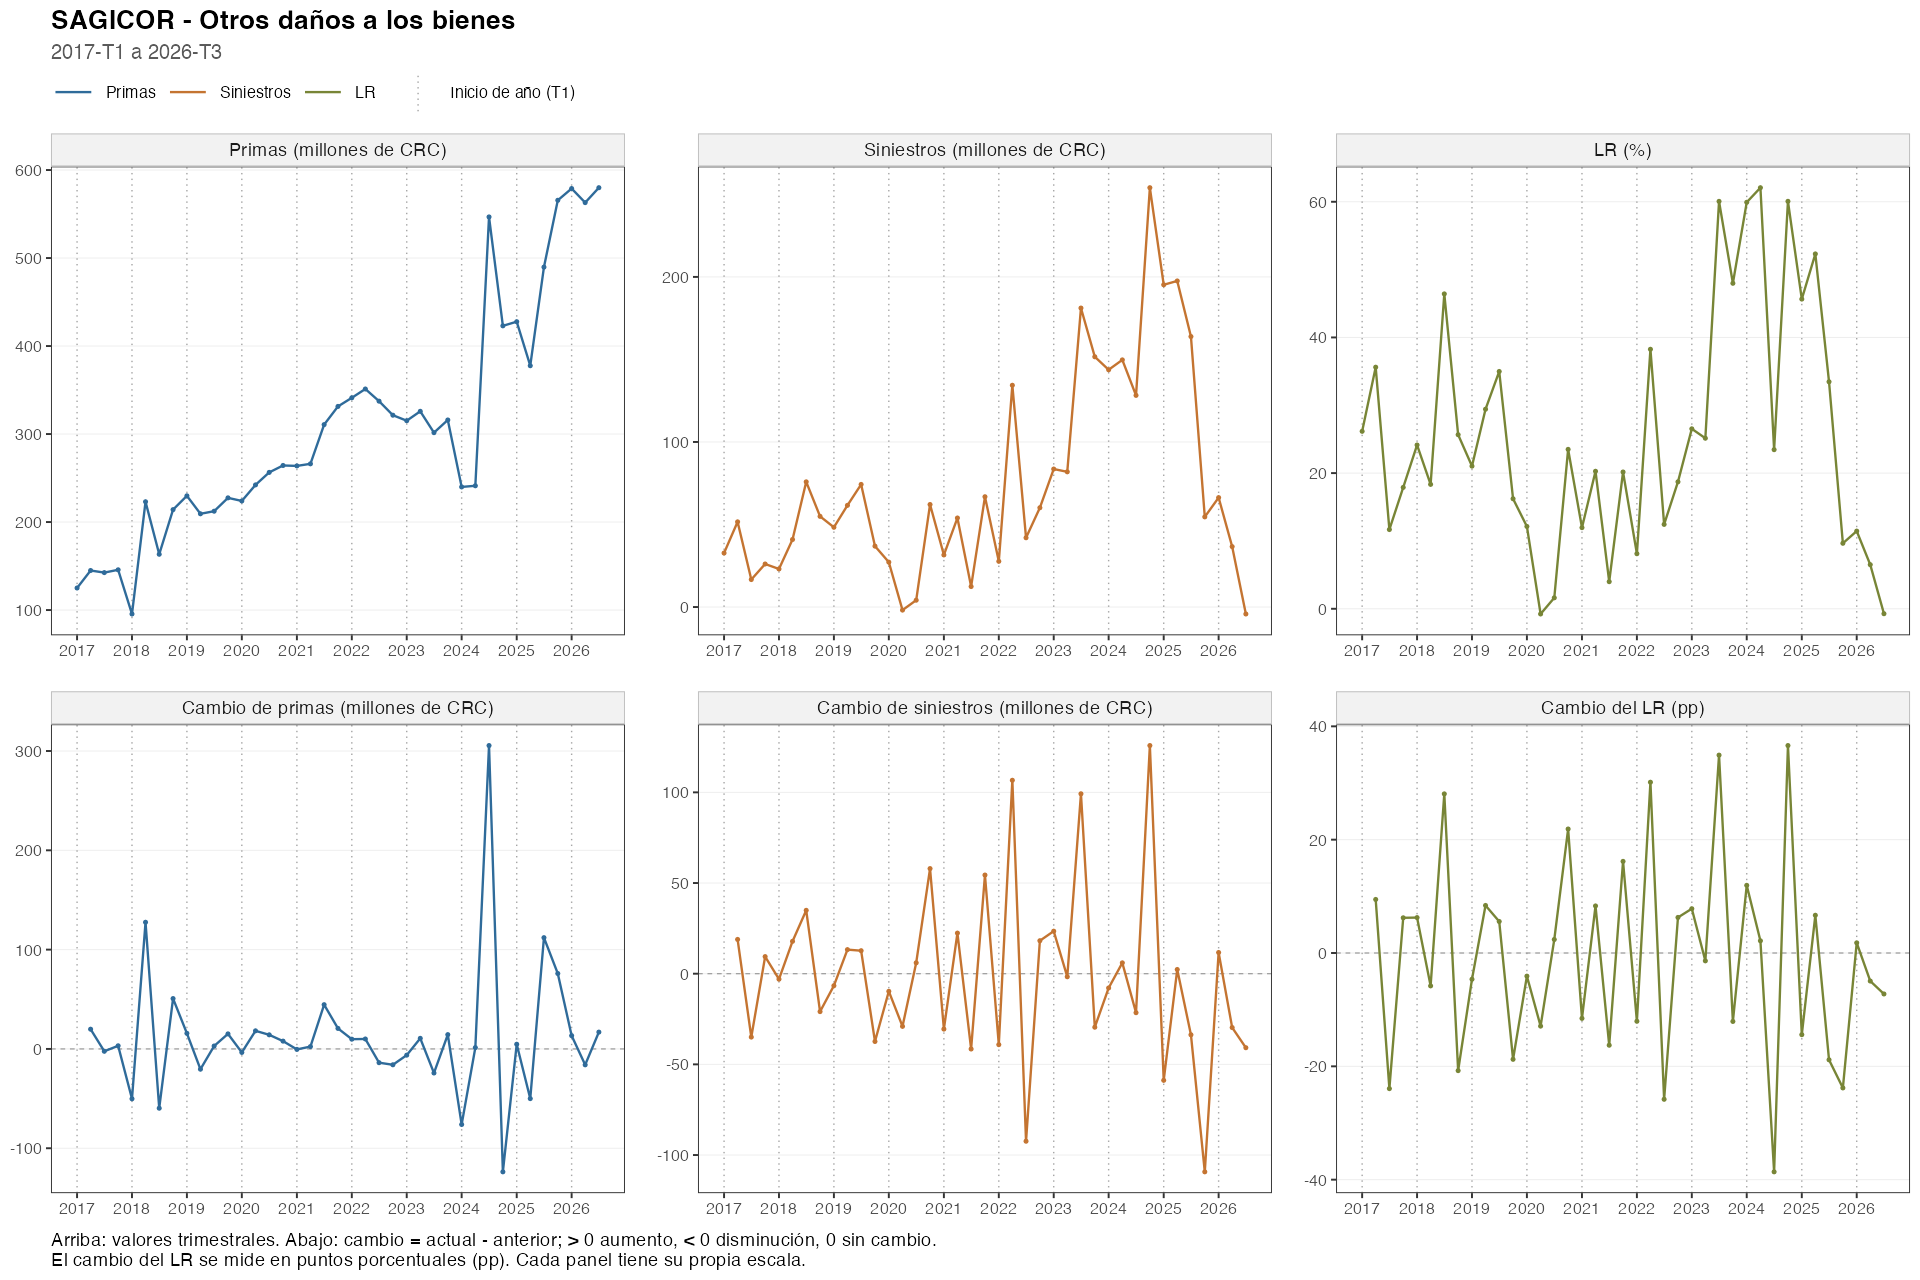 SAGICOR - Otros daños a los bienes
2017-T1 a 2026-T3
Primas Siniestros LR Inicio de año (T1)
Primas (millones de CRC)
600
500
400
300
200
100
2017 2018 2019 2020 2021 2022 2023 2024 2025 2026
Siniestros (millones de CRC)
200
100
0
2017 2018 2019 2020 2021 2022 2023 2024 2025 2026
LR (%)
60
40
20
0
2017 2018 2019 2020 2021 2022 2023 2024 2025 2026
Cambio de primas (millones de CRC)
300
200
100
0
-100
2017 2018 2019 2020 2021 2022 2023 2024 2025 2026
Cambio de siniestros (millones de CRC)
100
50
0
-50
-100
2017 2018 2019 2020 2021 2022 2023 2024 2025 2026
Cambio del LR (pp)
40
20
0
-20
-40
2017 2018 2019 2020 2021 2022 2023 2024 2025 2026
Arriba: valores trimestrales. Abajo: cambio = actual - anterior; > 0 aumento, < 0 disminución, 0 sin cambio.
El cambio del LR se mide en puntos porcentuales (pp). Cada panel tiene su propia escala.